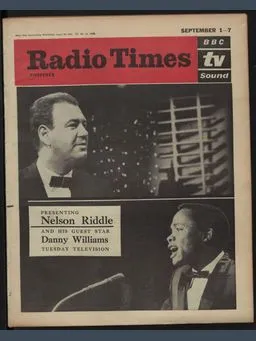 SEPTEMBER 1-7
Radio Times
BBC
tv
Sound
PRESENTING
Nelson Riddle
AND HIS GUEST STAR
Danny Williams
TUESDAY TELEVISION